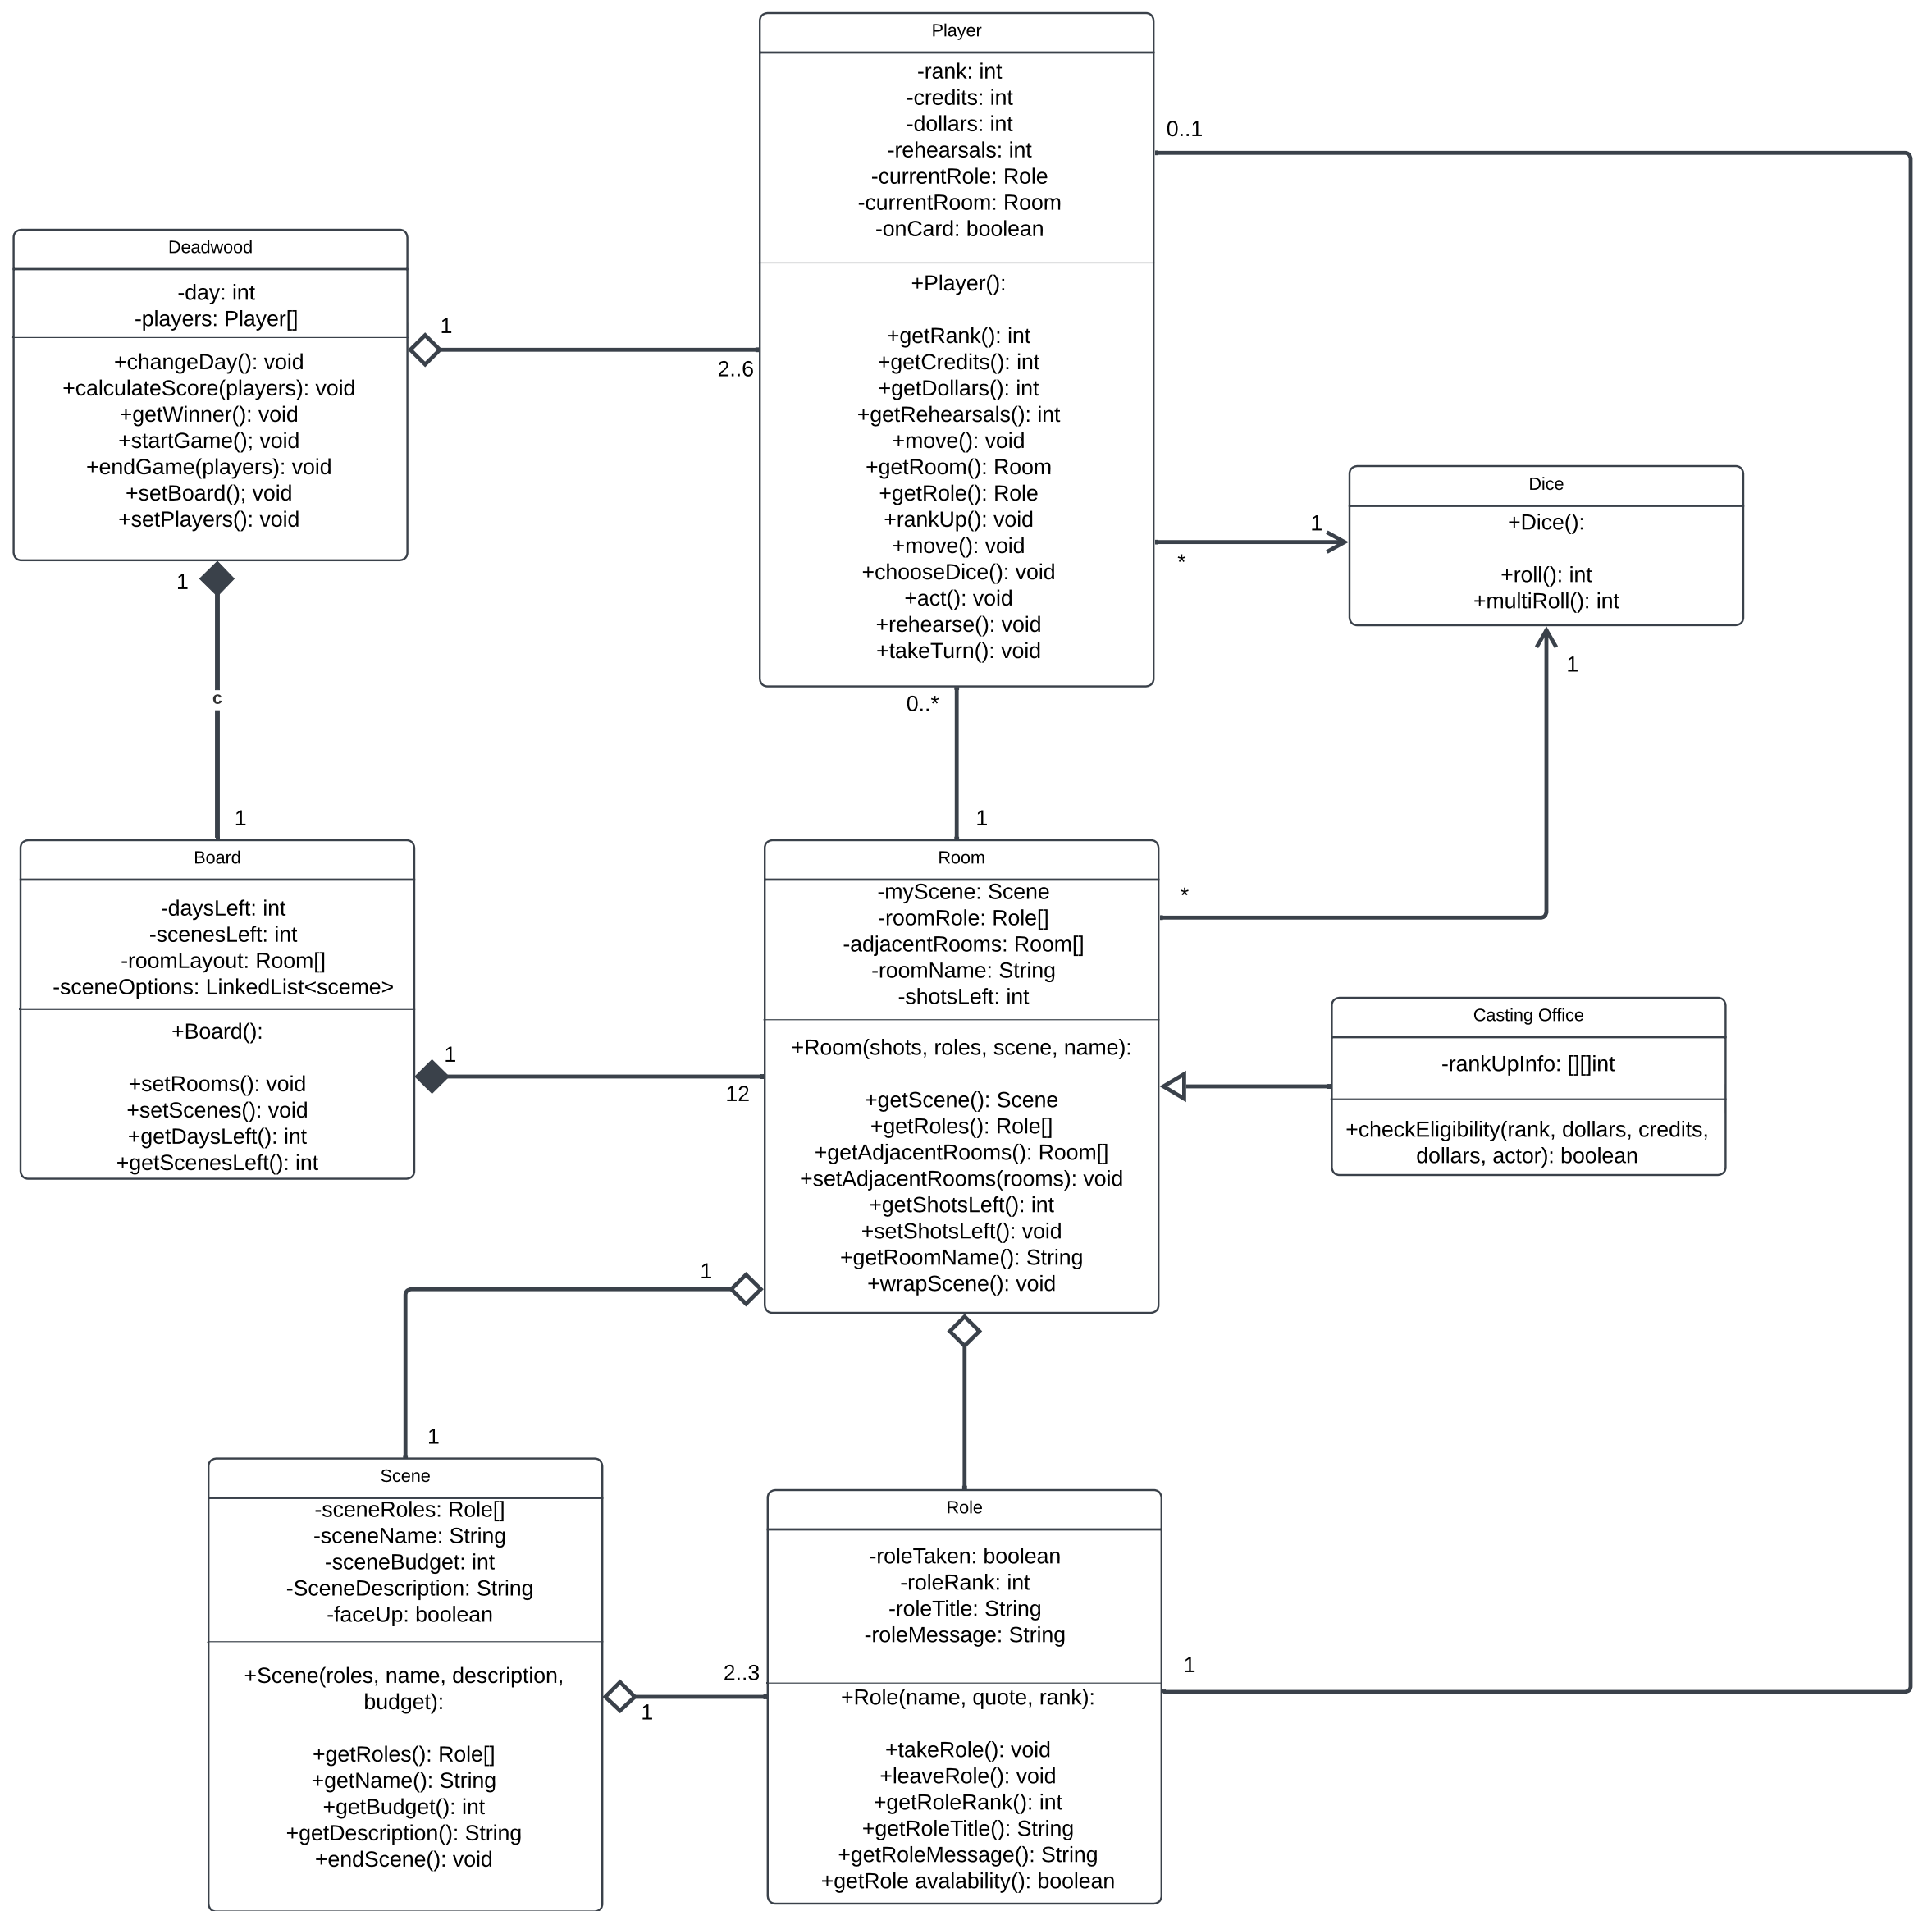 Player
-rank: int
-credits: int
-dollars: int
-rehearsals: int
-currentRole: Role
-currentRoom: Room
-onCard: boolean
+Player():
+getRank(): int
+getCredits(): int
+getDollars(): int
+getRehearsals(): int
+move(): void
+getRoom(): Room
+getRole(): Role
+rankUp(): void
+move(): void
+chooseDice(): void
+act(): void
+rehearse(): void
+takeTurn(): void
0..1
Deadwood
-day: int
-players: Player[]
+changeDay(): void
+calculateScore(players): void
+getWinner(): void
+startGame(); void
+endGame(players): void
+setBoard(); void
+setPlayers(): void
1
2..6
Dice
+Dice():
+roll(): int
+multiRoll(): int
1
*
1
1
c
1
0..*
1
Board
-daysLeft: int
-scenesLeft: int
-roomLayout: Room[]
-sceneOptions: LinkedList<sceme>
+Board():
+setRooms(): void
+setScenes(): void
+getDaysLeft(): int
+getScenesLeft(): int
1
12
Room
-myScene: Scene
-roomRole: Role[]
-adjacentRooms: Room[]
-roomName: String
-shotsLeft: int
+Room(shots, roles, scene, name):
+getScene(): Scene
+getRoles(): Role[]
+getAdjacentRooms(): Room[]
+setAdjacentRooms(rooms): void
+getShotsLeft(): int
+setShotsLeft(): void
+getRoomName(): String
+wrapScene(): void
*
Casting Office
-rankUpInfo: [][]int
+checkEligibility(rank, dollars, credits,
dollars, actor): boolean
1
1
Scene
-sceneRoles: Role[]
-sceneName: String
-sceneBudget: int
-SceneDescription: String
-faceUp: boolean
+Scene(roles, name, description,
budget):
+getRoles(): Role[]
+getName(): String
+getBudget(): int
+getDescription(): String
+endScene(): void
2..3
1
Role
-roleTaken: boolean
-roleRank: int
-roleTitle: String
-roleMessage: String
+Role(name, quote, rank):
+takeRole(): void
+leaveRole(): void
+getRoleRank(): int
+getRoleTitle(): String
+getRoleMessage(): String
+getRole avalability(): boolean
1